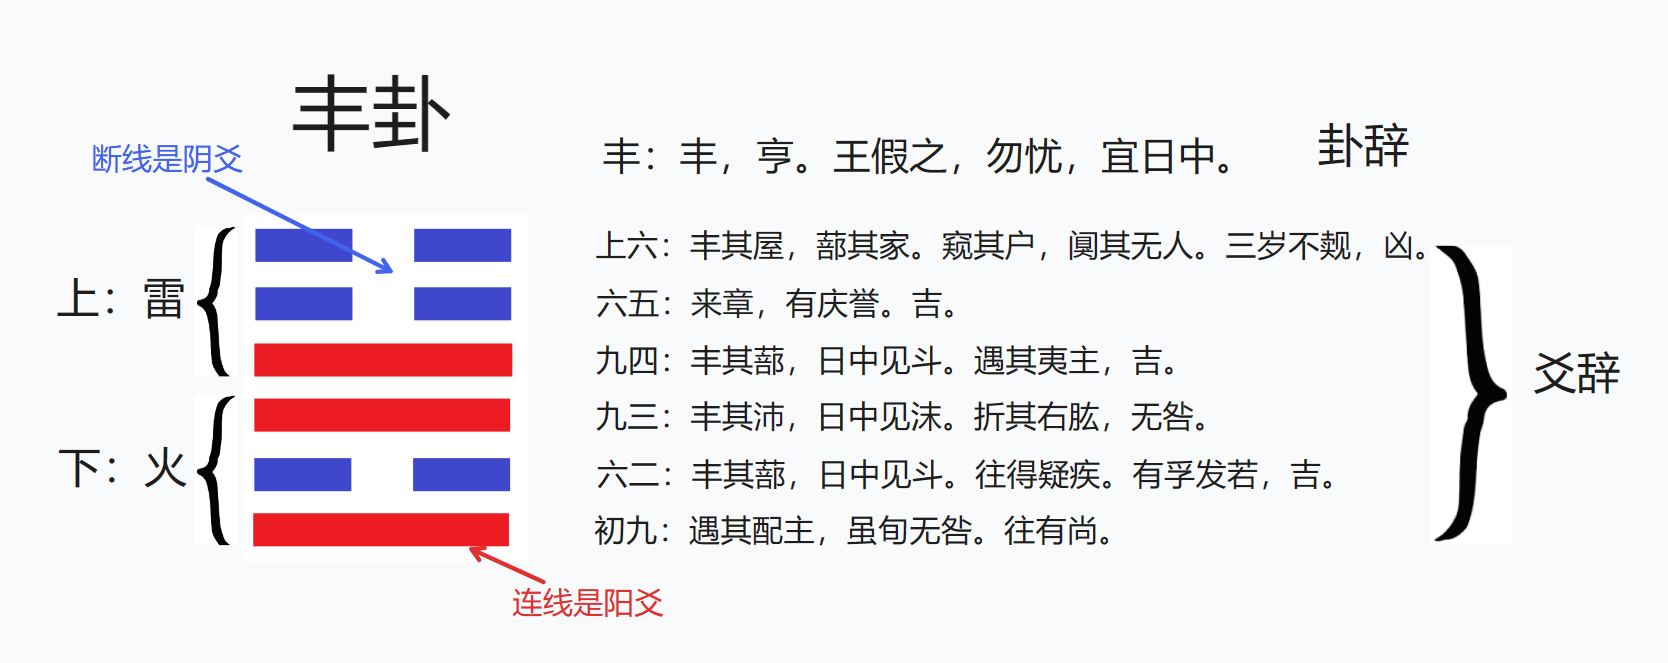 丰卦
断线是阴爻
丰：丰，亨。王假之，勿忧，宜日中。
卦辞
上：雷
上六：丰其屋，蔀其家。窥其户，阒其无人。三岁不觌，凶。
六五：来章，有庆誉。吉。
九四：丰其蔀，日中见斗。遇其夷主，吉。
爻辞
九三：丰其沛，日中见沬。折其右肱，无咎。
下：火
六二：丰其蔀，日中见斗。往得疑疾。有孚发若，吉。
初九：遇其配主，虽旬无咎。往有尚。
连线是阳爻